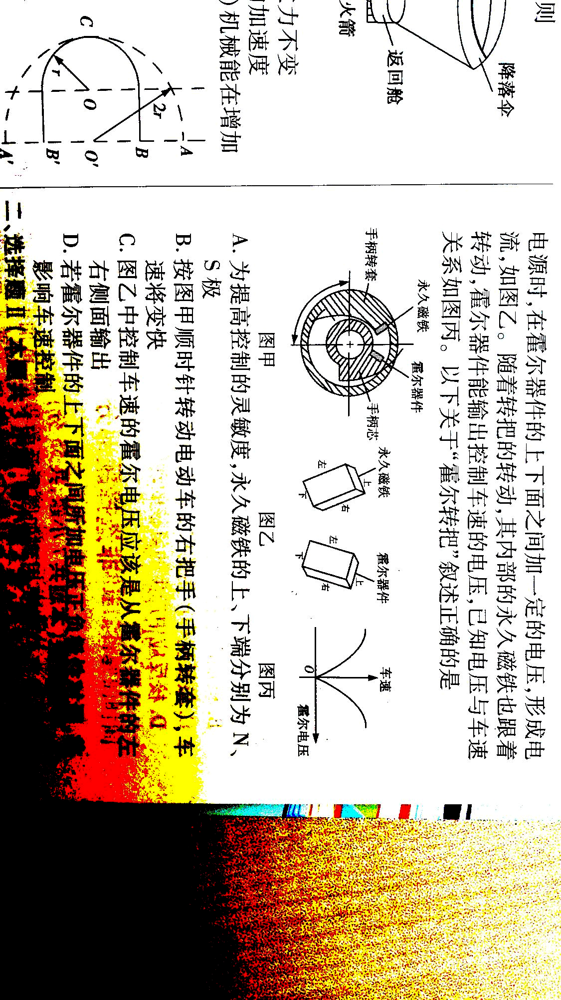 则
降落伞
返回舱
火箭
力不变
加速度
)机械能在增加
C
r
O
2r
A
B
O'
B'
A'
电源时,在霍尔器件的上下面之间加一定的电压,形成电
流,如图乙。随着转把的转动,其内部的永久磁铁也跟着
转动,霍尔器件能输出控制车速的电压,已知电压与车速
关系如图丙。以下关于“霍尔转把”叙述正确的是
手柄转套
永久磁铁
霍尔器件
手柄芯
图甲
永久磁铁
上
左
右
下
霍尔器件
上
左
右
下
图乙
车速
O
霍尔电压
图丙
A. 为提高控制的灵敏度,永久磁铁的上、下端分别为 N、
S 极
B. 按图甲顺时针转动电动车的右把手(手柄转套),车
速将变快
C. 图乙中控制车速的霍尔电压应该是从霍尔器件的左
右侧面输出
D. 若霍尔器件的上下面之间所加电压正负
影响车速控制
二、选择题 II (本题共